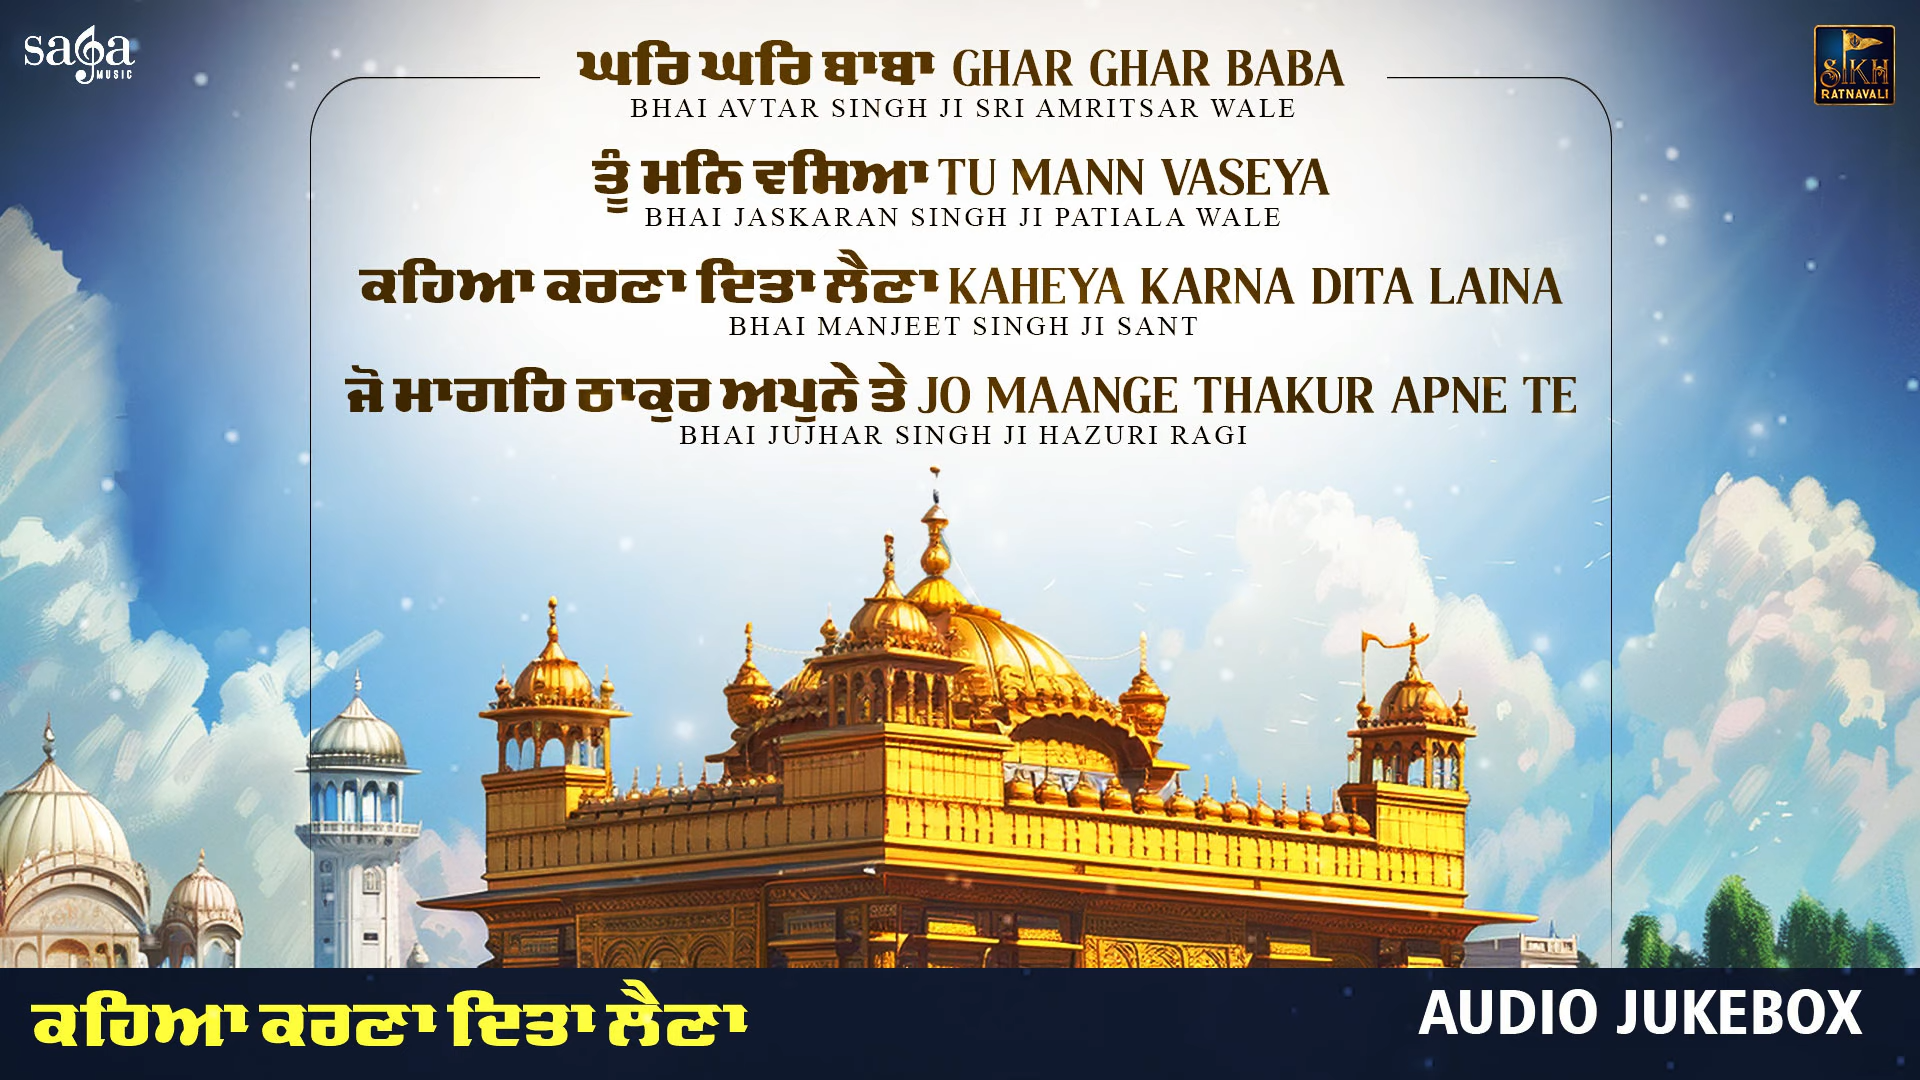 saga
MUSIC
ਘਰਿ ਘਰਿ ਬਾਬਾ GHAR GHAR BABA
BHAI AVTAR SINGH JI SRI AMRITSAR WALE
SIKH
RATNAVALI
ਤੂੰ ਮਨਿ ਵਸਿਆ TU MANN VASEYA
BHAI JASKARAN SINGH JI PATIALA WALE
ਕਹਿਆ ਕਰਣਾ ਦਿਤਾ ਲੈਣਾ KAHEYA KARNA DITA LAINA
BHAI MANJEET SINGH JI SANT
ਜੋ ਮਾਗਹਿ ਠਾਕੁਰ ਅਪੁਨੇ ਤੇ JO MAANGE THAKUR APNE TE
BHAI JUJHAR SINGH JI HAZURI RAGI
ਕਹਿਆ ਕਰਣਾ ਦਿਤਾ ਲੈਣਾ
AUDIO JUKEBOX